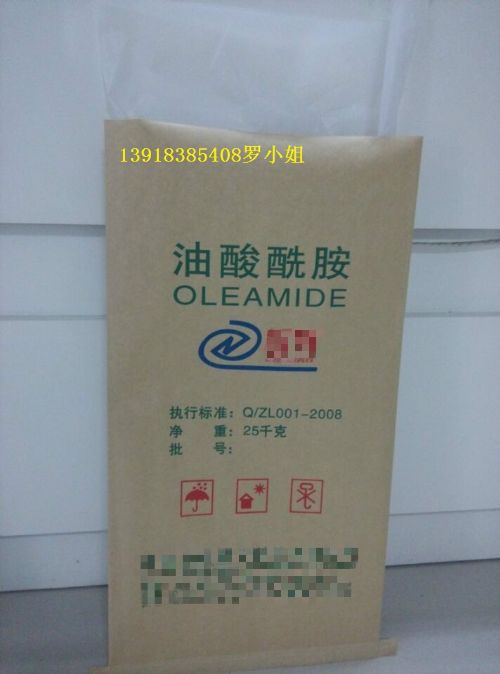 13918385408罗小姐
油酸酰胺
OLEAMIDE
执行标准：Q/ZL001-2008
净　　重：25千克
批　　号：